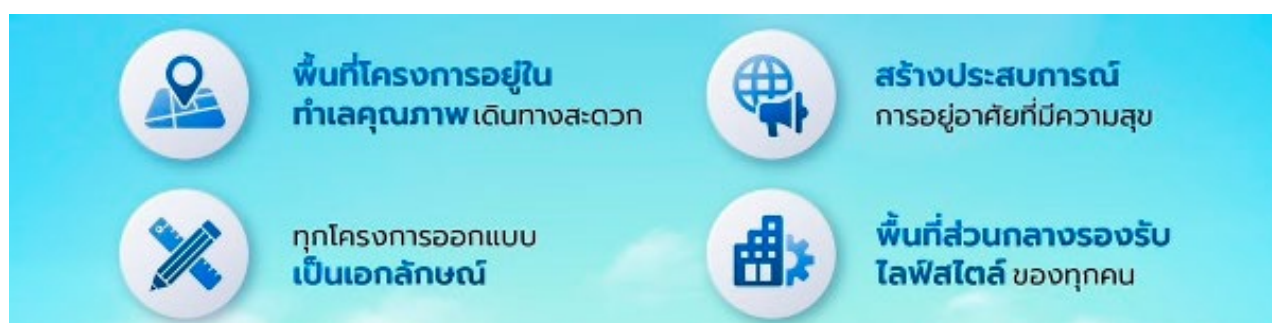 พื้นที่โครงการอยู่ใน
ทำเลคุณภาพ เดินทางสะดวก
สร้างประสบการณ์
การอยู่อาศัยที่มีความสุข
ทุกโครงการออกแบบ
เป็นเอกลักษณ์
พื้นที่ส่วนกลางรองรับ
ไลฟ์สไตล์ ของทุกคน